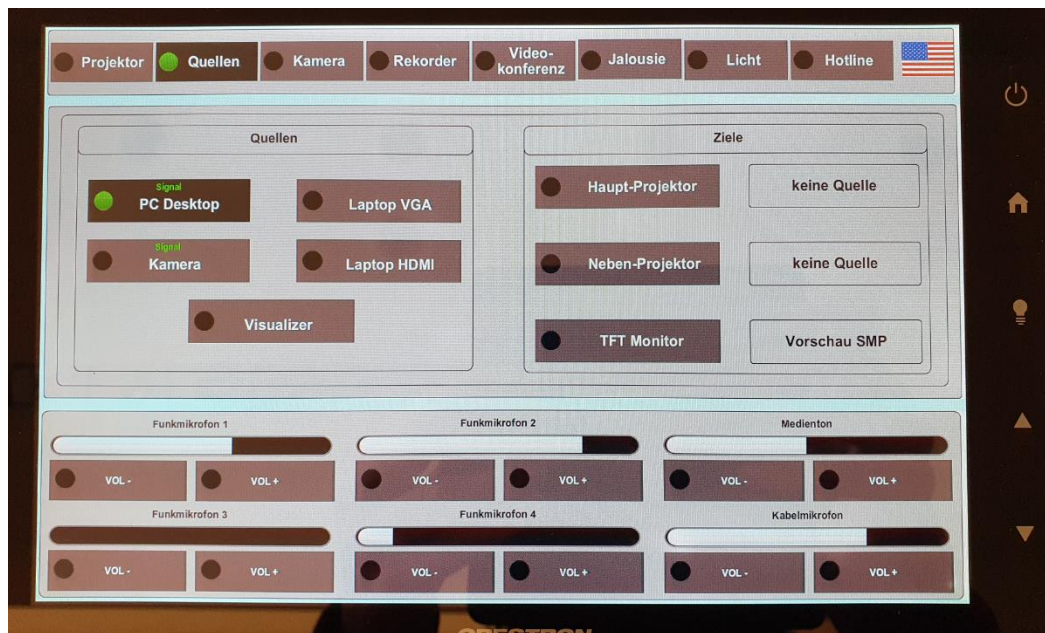 Projektor
Quellen
Kamera
Rekorder
Video-
konferenz
Jalousie
Licht
Hotline
Quellen
Signal
PC Desktop
Laptop VGA
Signal
Kamera
Laptop HDMI
Visualizer
Ziele
Haupt-Projektor
keine Quelle
Neben-Projektor
keine Quelle
TFT Monitor
Vorschau SMP
Funkmikrofon 1
VOL -
VOL +
Funkmikrofon 2
VOL -
VOL +
Medienton
VOL -
VOL +
Funkmikrofon 3
VOL -
VOL +
Funkmikrofon 4
VOL -
VOL +
Kabelmikrofon
VOL -
VOL +
CRESTRON